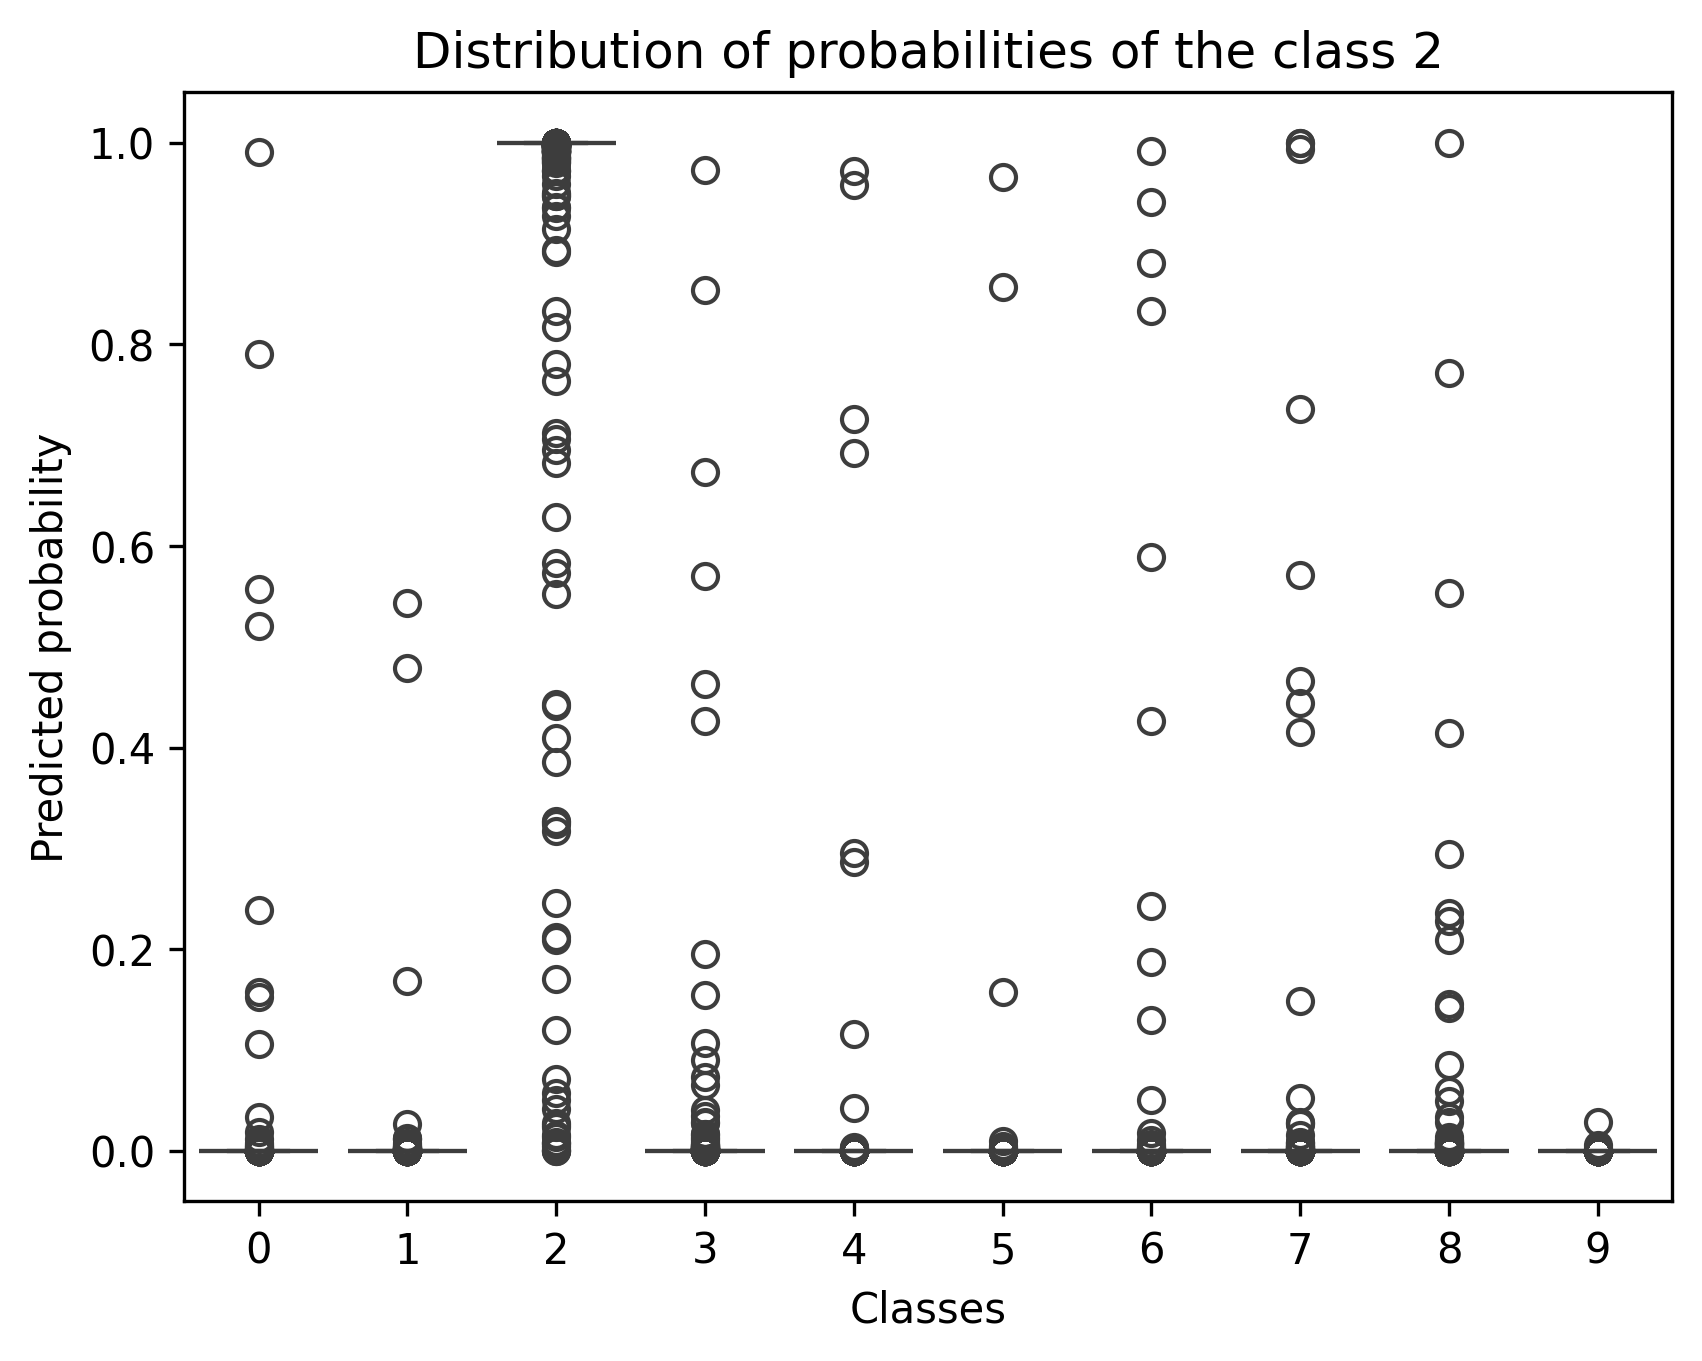 Distribution of probabilities of the class 2
Predicted probability
1.0
0.8
0.6
0.4
0.2
0.0
0 1 2 3 4 5 6 7 8 9
Classes